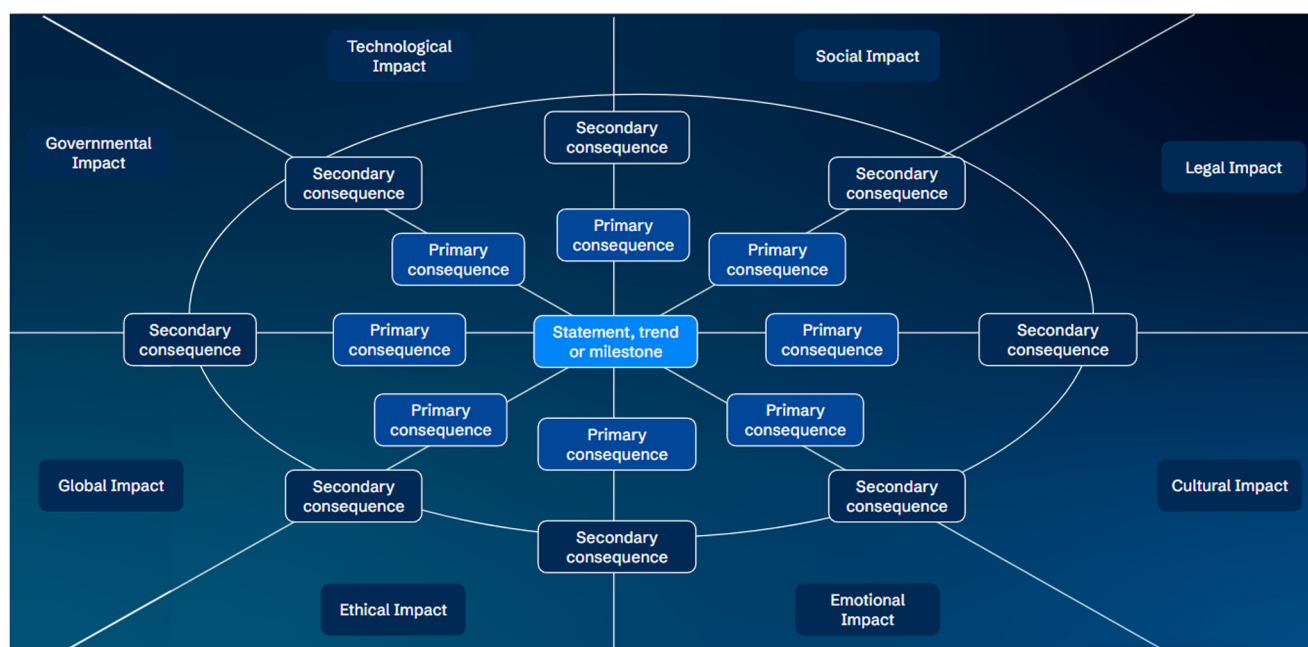 Technological
Impact
Social Impact
Governmental
Impact
Legal Impact
Secondary
consequence
Secondary
consequence
Secondary
consequence
Primary
consequence
Primary
consequence
Primary
consequence
Secondary
consequence
Primary
consequence
Statement, trend
or milestone
Primary
consequence
Secondary
consequence
Primary
consequence
Primary
consequence
Primary
consequence
Global Impact
Secondary
consequence
Secondary
consequence
Cultural Impact
Secondary
consequence
Ethical Impact
Emotional
Impact